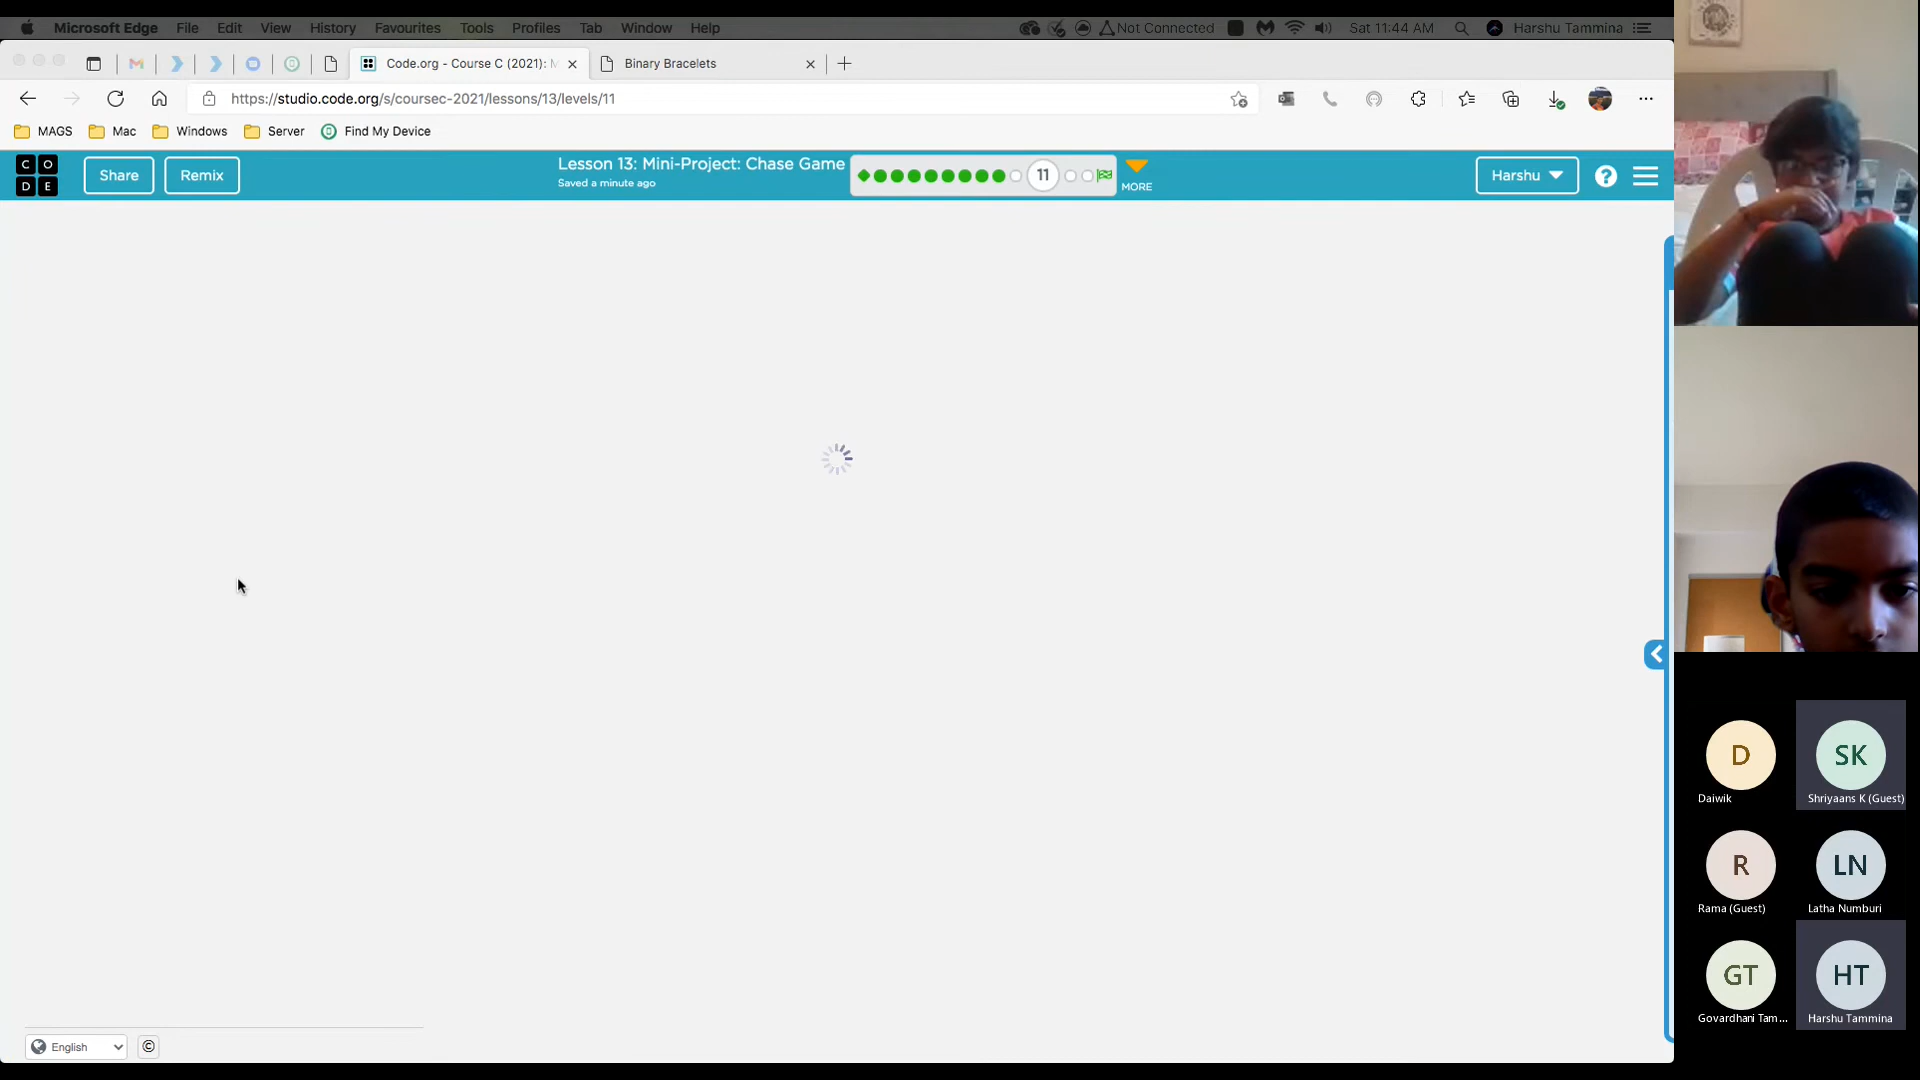 Microsoft Edge File Edit View History Favourites Tools Profiles Tab Window Help Not Connected Sat 11:44 AM Harshu Tammina
Code.org - Course C (2021): M
Binary Bracelets
https://studio.code.org/s/coursec-2021/lessons/13/levels/11
MAGS Mac Windows Server Find My Device
C O D E
Share
Remix
Lesson 13: Mini-Project: Chase Game
Saved a minute ago
11
MORE
Harshu
?
English
©
D
Daiwik
SK
Shriyaans K (Guest)
R
Rama (Guest)
LN
Latha Numburi
GT
Govardhani Tam...
HT
Harshu Tammina